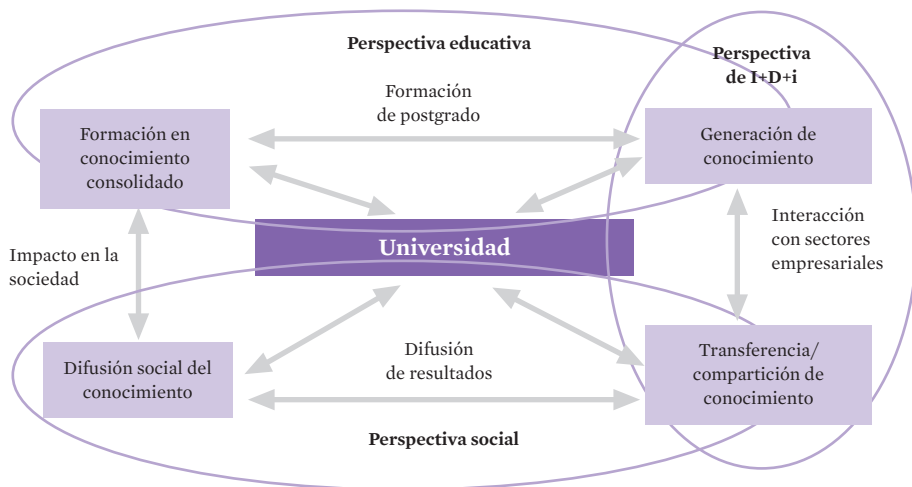 Perspectiva educativa
Perspectiva
de I+D+i
Formación
de postgrado
Formación en
conocimiento
consolidado
Generación de
conocimiento
Universidad
Impacto en la
sociedad
Interacción
con sectores
empresariales
Difusión social del
conocimiento
Difusión
de resultados
Transferencia/
compartición de
conocimiento
Perspectiva social